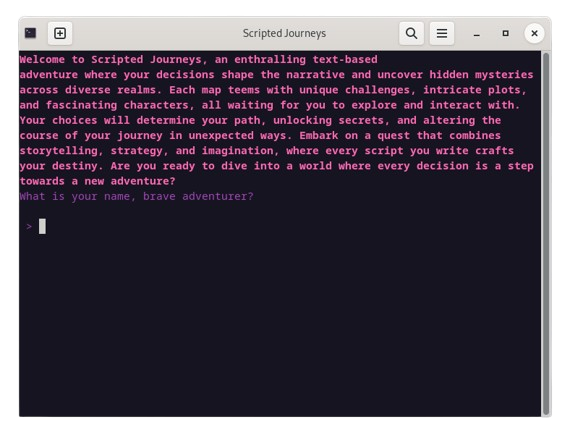 Scripted Journeys
Welcome to Scripted Journeys, an enthralling text-based
adventure where your decisions shape the narrative and uncover hidden mysteries
across diverse realms. Each map teems with unique challenges, intricate plots,
and fascinating characters, all waiting for you to explore and interact with.
Your choices will determine your path, unlocking secrets, and altering the
course of your journey in unexpected ways. Embark on a quest that combines
storytelling, strategy, and imagination, where every script you write crafts
your destiny. Are you ready to dive into a world where every decision is a step
towards a new adventure?
What is your name, brave adventurer?
>